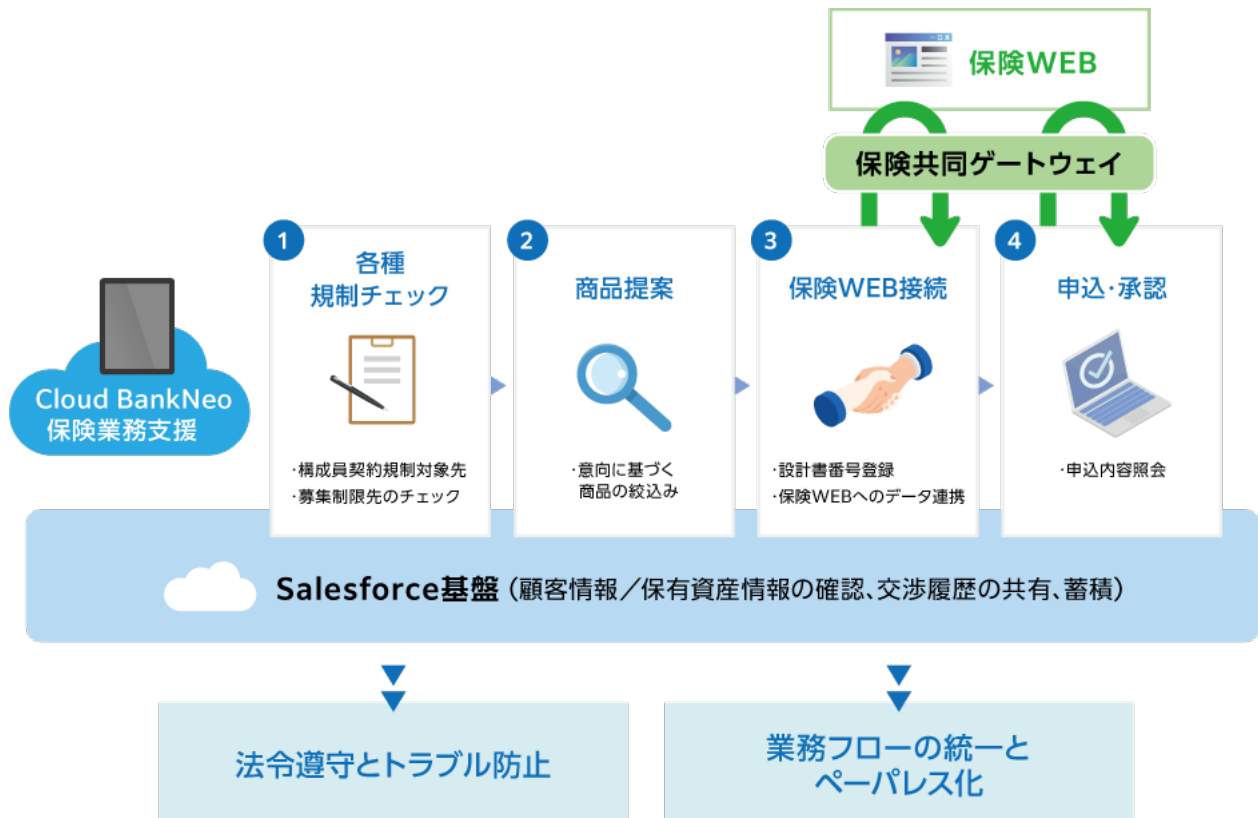 保険WEB
保険共同ゲートウェイ
Cloud BankNeo
保険業務支援
1
各種
規制チェック
・構成員契約規制対象先
・募集制限先のチェック
2
商品提案
・意向に基づく
商品の絞込み
3
保険WEB接続
・設計書番号登録
・保険WEBへのデータ連携
4
申込・承認
・申込内容照会
Salesforce基盤（顧客情報／保有資産情報の確認、交渉履歴の共有、蓄積）
法令遵守とトラブル防止
業務フローの統一と
ペーパレス化